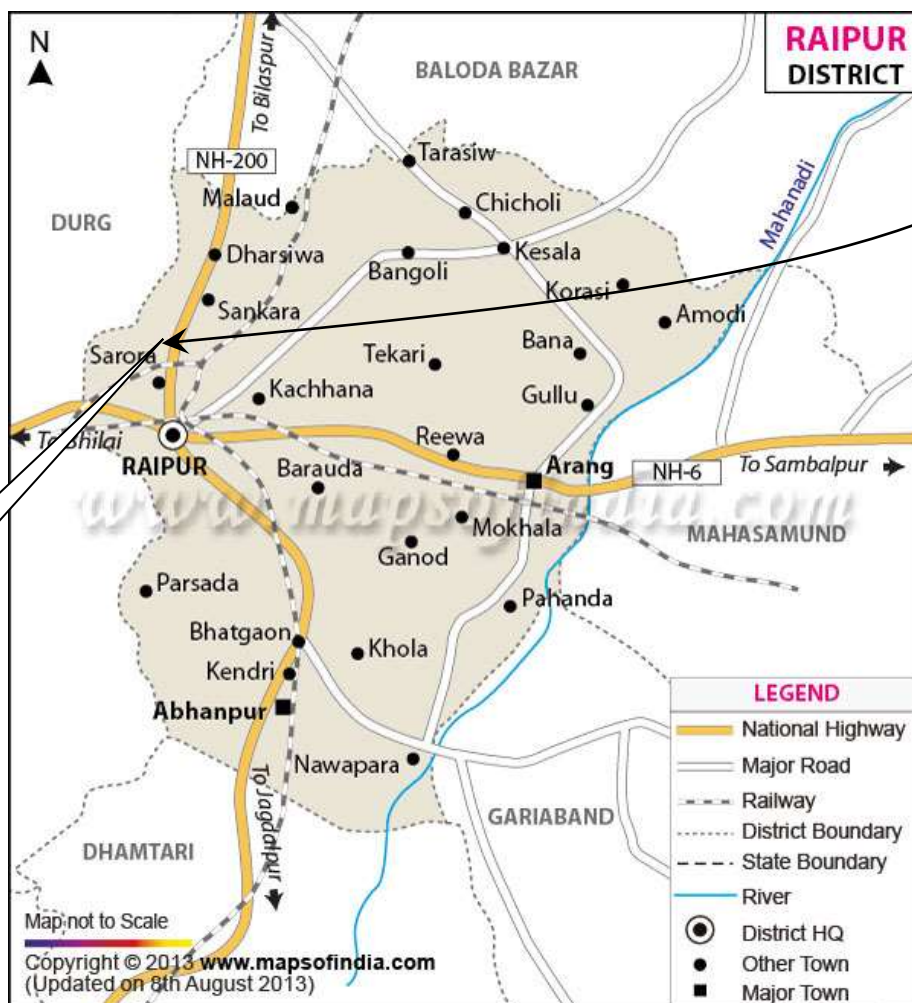 RAIPUR
DISTRICT
N
To Bilaspur
BALODA BAZAR
NH-200
Tarasiw
Malaud
Chicholi
DURG
Mahanadi
Dharsiwa
Bangoli
Kesala
Sankara
Korasi
Amodi
Sarora
Tekari
Bana
Kachhana
Gullu
To Bhilai
RAIPUR
Reewa
Arang
NH-6
To Sambalpur
Barauda
www.mapsofindia.com
Mokhala
MAHASAMUND
Ganod
Parsada
Pahanda
Bhatgaon
Khola
Kendri
Abhanpur
Nawapara
To Jagdalpur
GARIABAND
DHAMTARI
LEGEND
National Highway
Major Road
Railway
District Boundary
State Boundary
River
District HQ
Other Town
Major Town
Map not to Scale
Copyright © 2013 www.mapsofindia.com
(Updated on 8th August 2013)